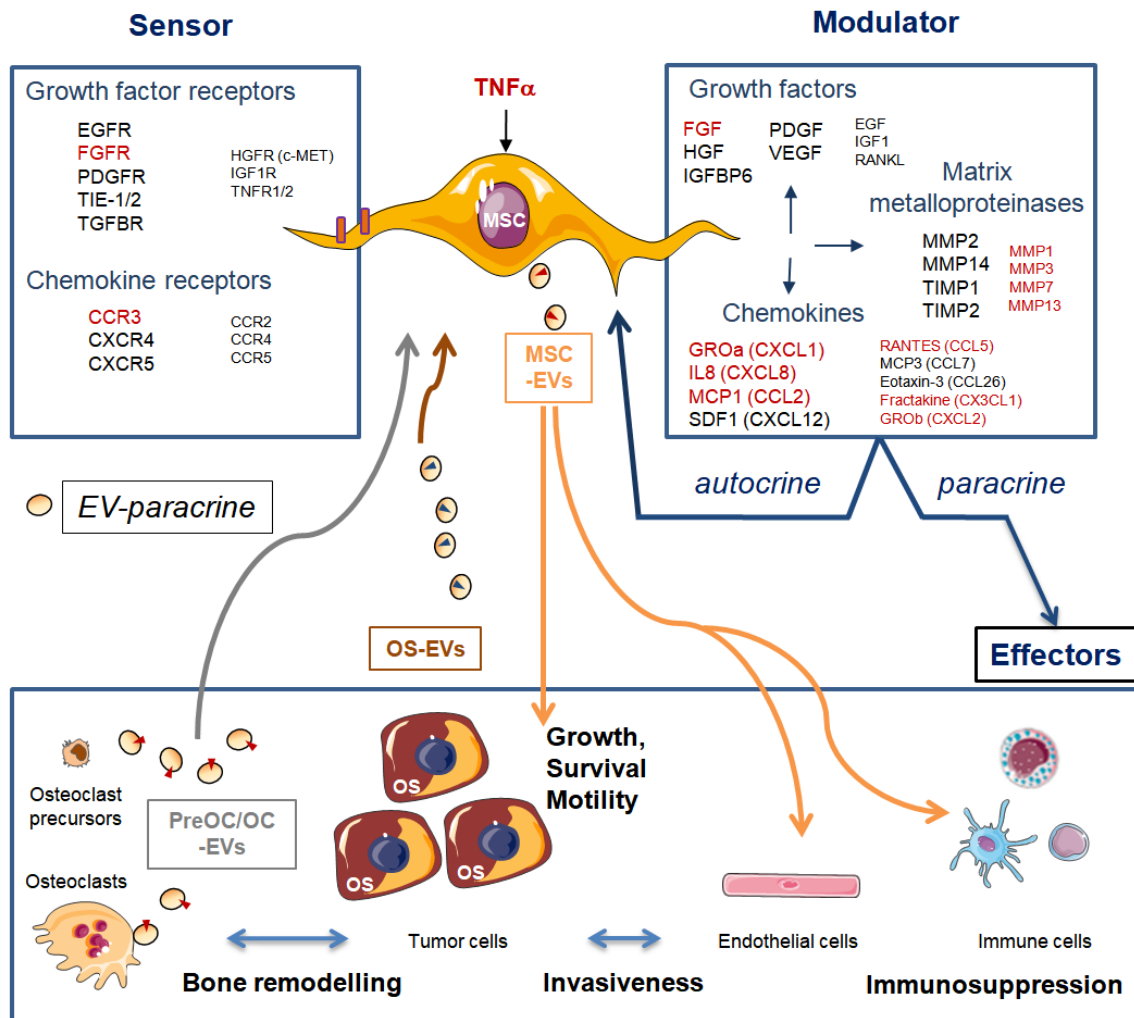 Sensor
Modulator
Growth factor receptors
EGFR
FGFR
PDGFR
TIE-1/2
TGFBR
HGFR (c-MET)
IGF1R
TNFR1/2
Chemokine receptors
CCR3
CXCR4
CXCR5
CCR2
CCR4
CCR5
TNFα
MSC
MSC
-EVs
Growth factors
FGF
HGF
IGFBP6
PDGF
VEGF
EGF
IGF1
RANKL
Matrix
metalloproteinases
MMP2
MMP14
TIMP1
TIMP2
MMP1
MMP3
MMP7
MMP13
Chemokines
GROa (CXCL1)
IL8 (CXCL8)
MCP1 (CCL2)
SDF1 (CXCL12)
RANTES (CCL5)
MCP3 (CCL7)
Eotaxin-3 (CCL26)
Fractakine (CX3CL1)
GROb (CXCL2)
autocrine
paracrine
EV-paracrine
OS-EVs
Effectors
Osteoclast
precursors
PreOC/OC
-EVs
Osteoclasts
OS
OS
OS
Growth,
Survival
Motility
Tumor cells
Endothelial cells
Immune cells
Bone remodelling
Invasiveness
Immunosuppression